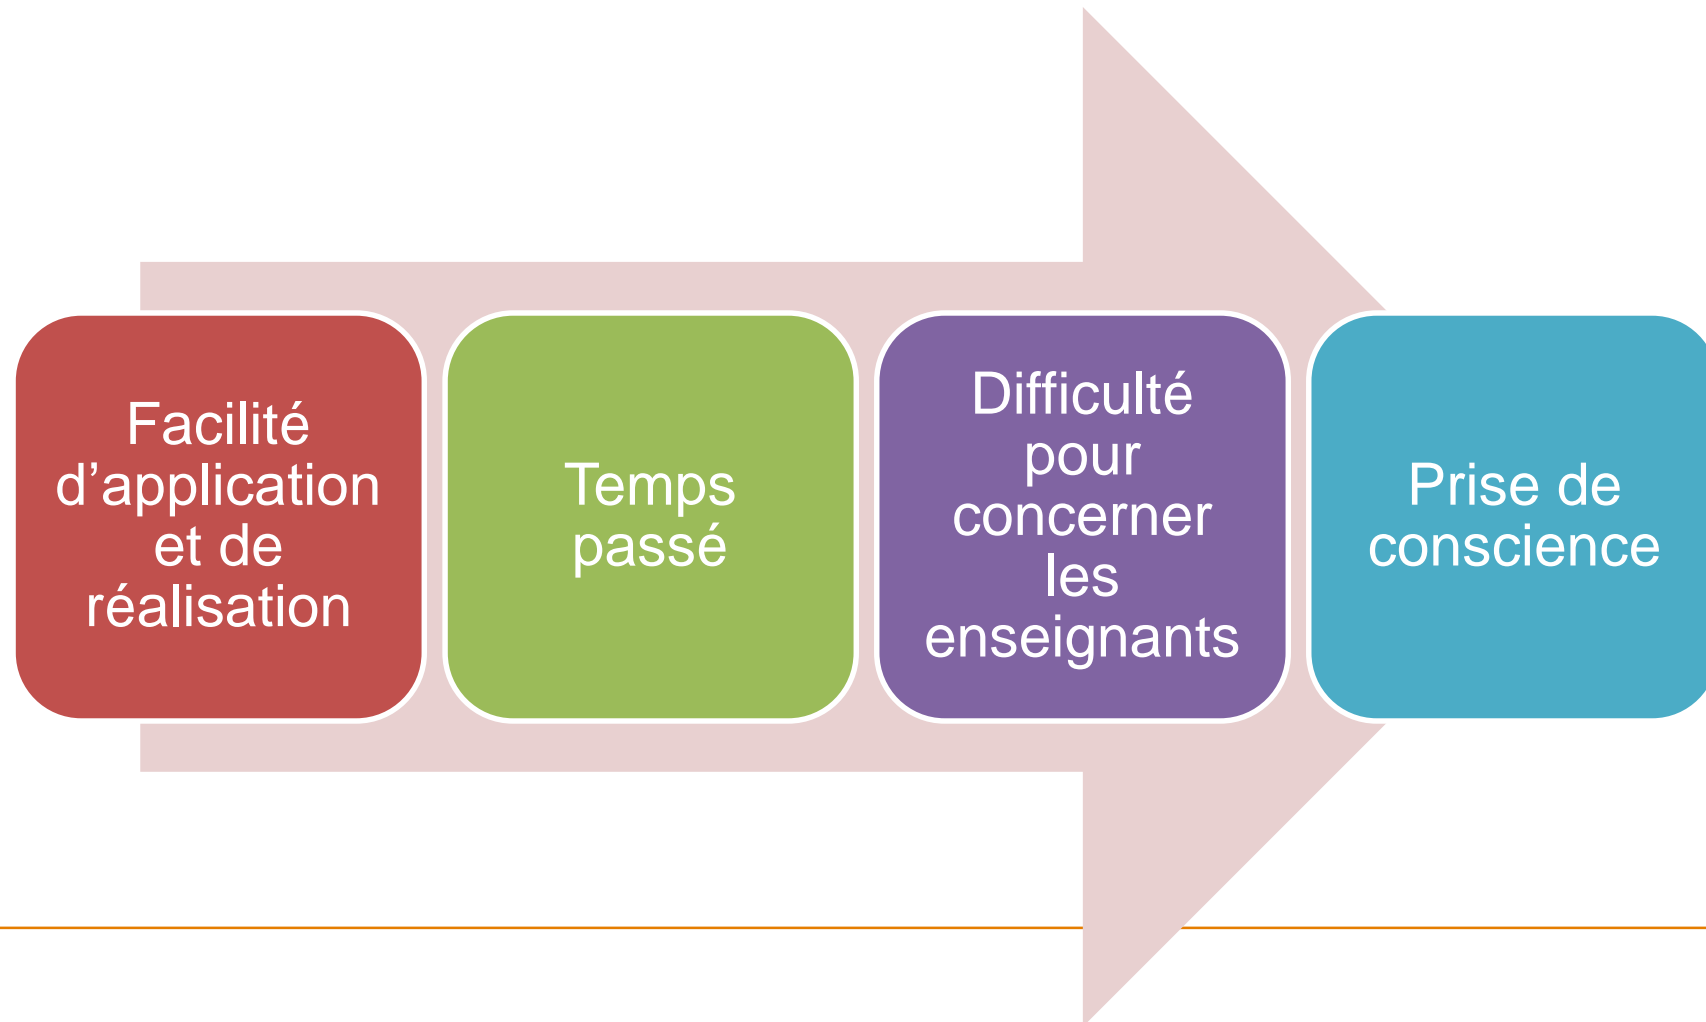 Facilité
d’application
et de
réalisation
Temps
passé
Difficulté
pour
concerner
les
enseignants
Prise de
conscience